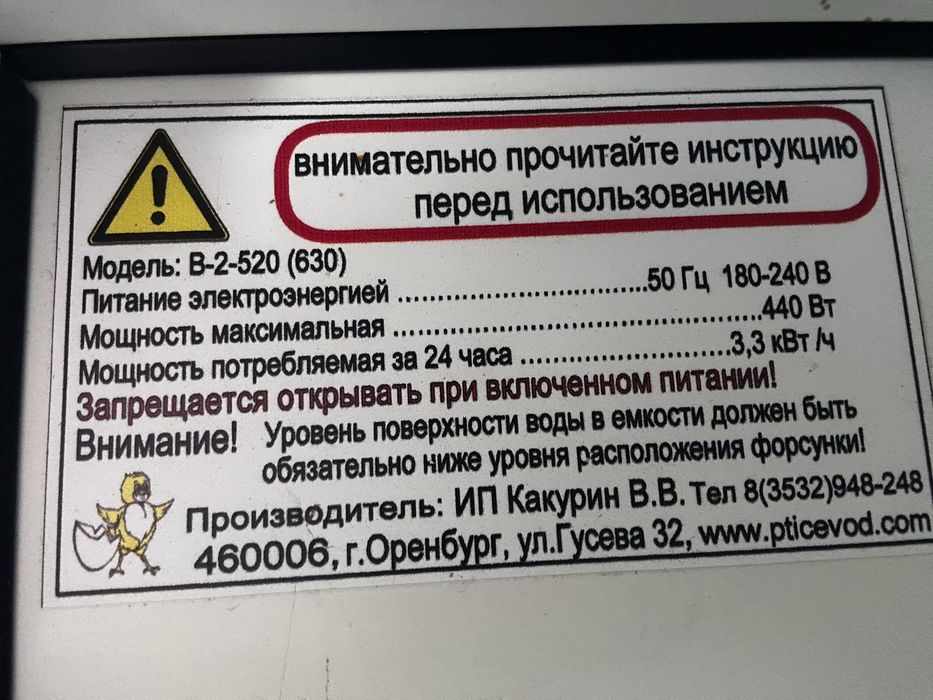 внимательно прочитайте инструкцию
перед использованием
Модель: В-2-520 (630)
Питание электроэнергией ...............................50 Гц 180-240 В
Мощность максимальная ..............................................440 Вт
Мощность потребляемая за 24 часа ..........................3,3 кВт /ч
Запрещается открывать при включенном питании!
Внимание! Уровень поверхности воды в емкости должен быть
обязательно ниже уровня расположения форсунки!
Производитель: ИП Какурин В.В. Тел 8(3532)948-248
460006, г.Оренбург, ул.Гусева 32, www.pticevod.com